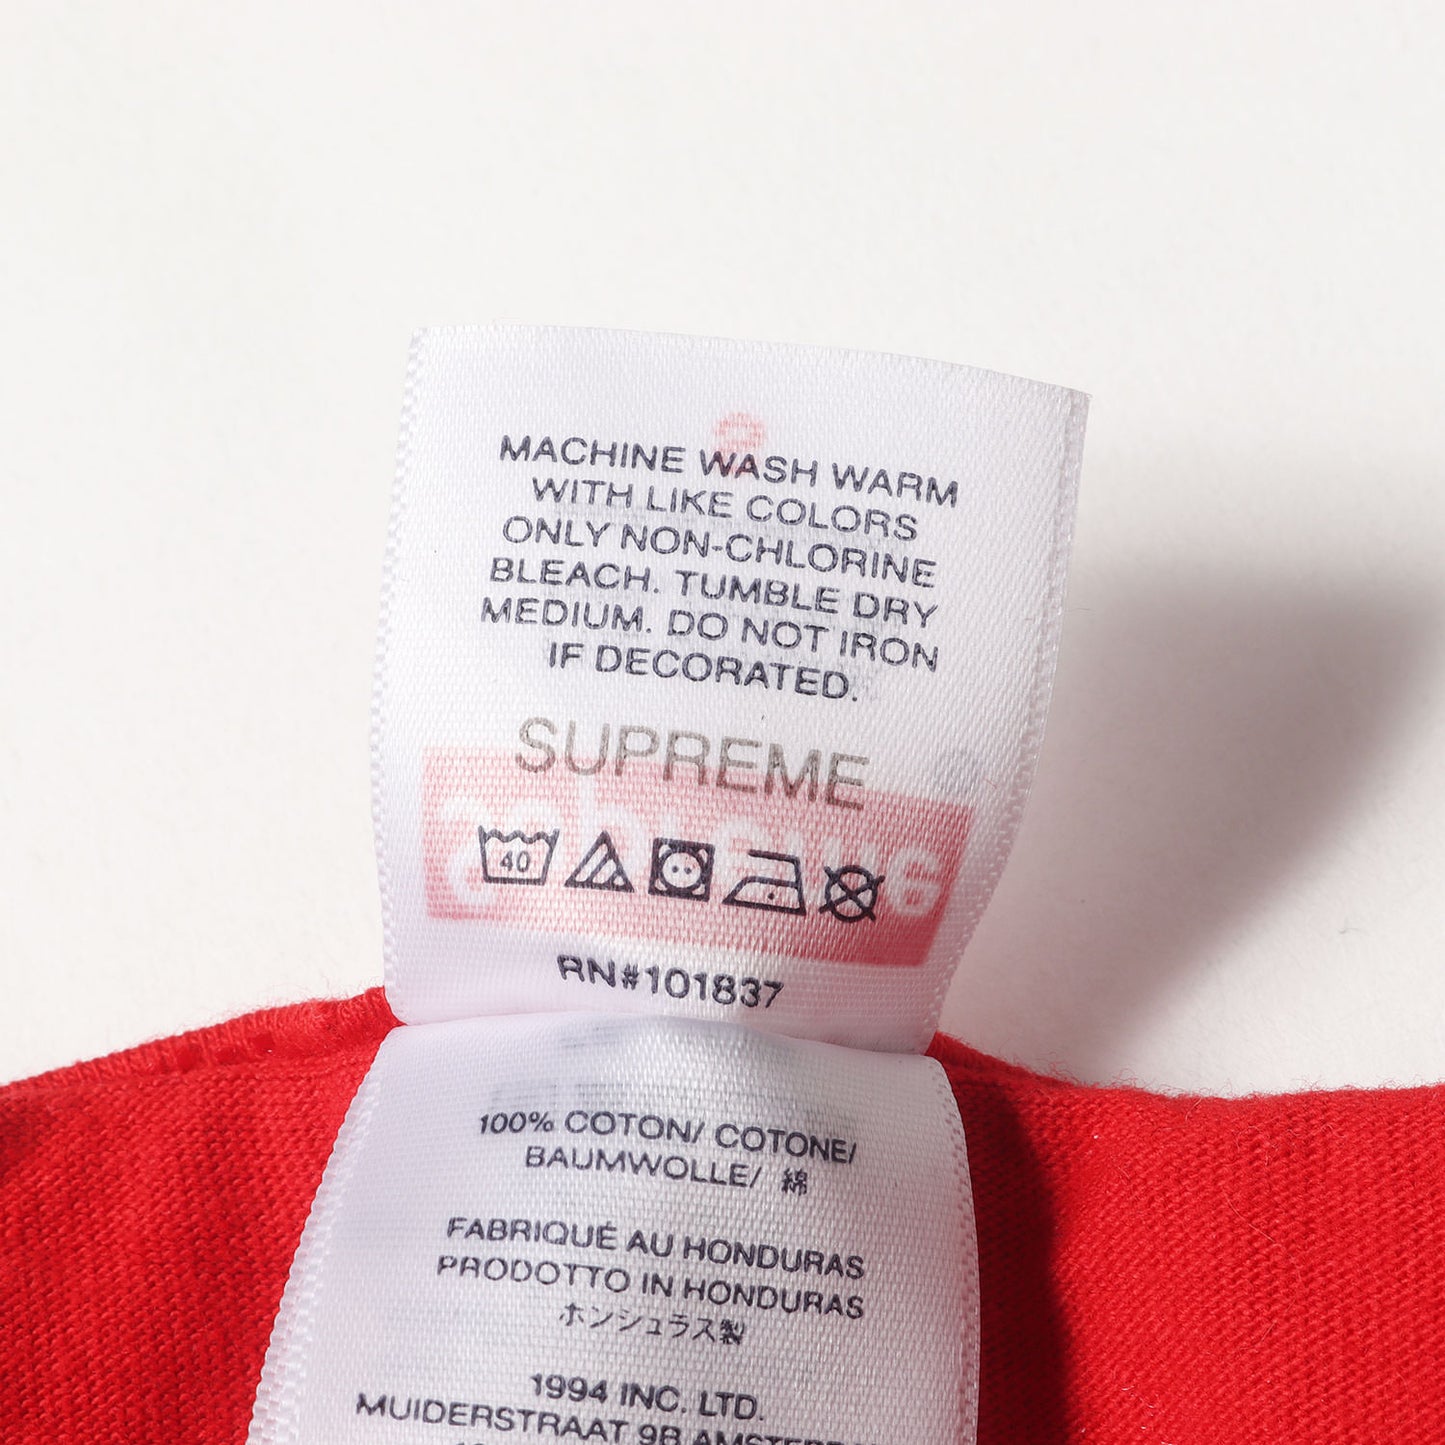 MACHINE WASH WARM
WITH LIKE COLORS
ONLY NON-CHLORINE
BLEACH. TUMBLE DRY
MEDIUM. DO NOT IRON
IF DECORATED.
SUPREME
40
RN#101837
100% COTON/ COTONE/
BAUMWOLLE/ 綿
FABRIQUÉ AU HONDURAS
PRODOTTO IN HONDURAS
ホンジュラス製
1994 INC. LTD.
MUIDERSTRAAT 9B